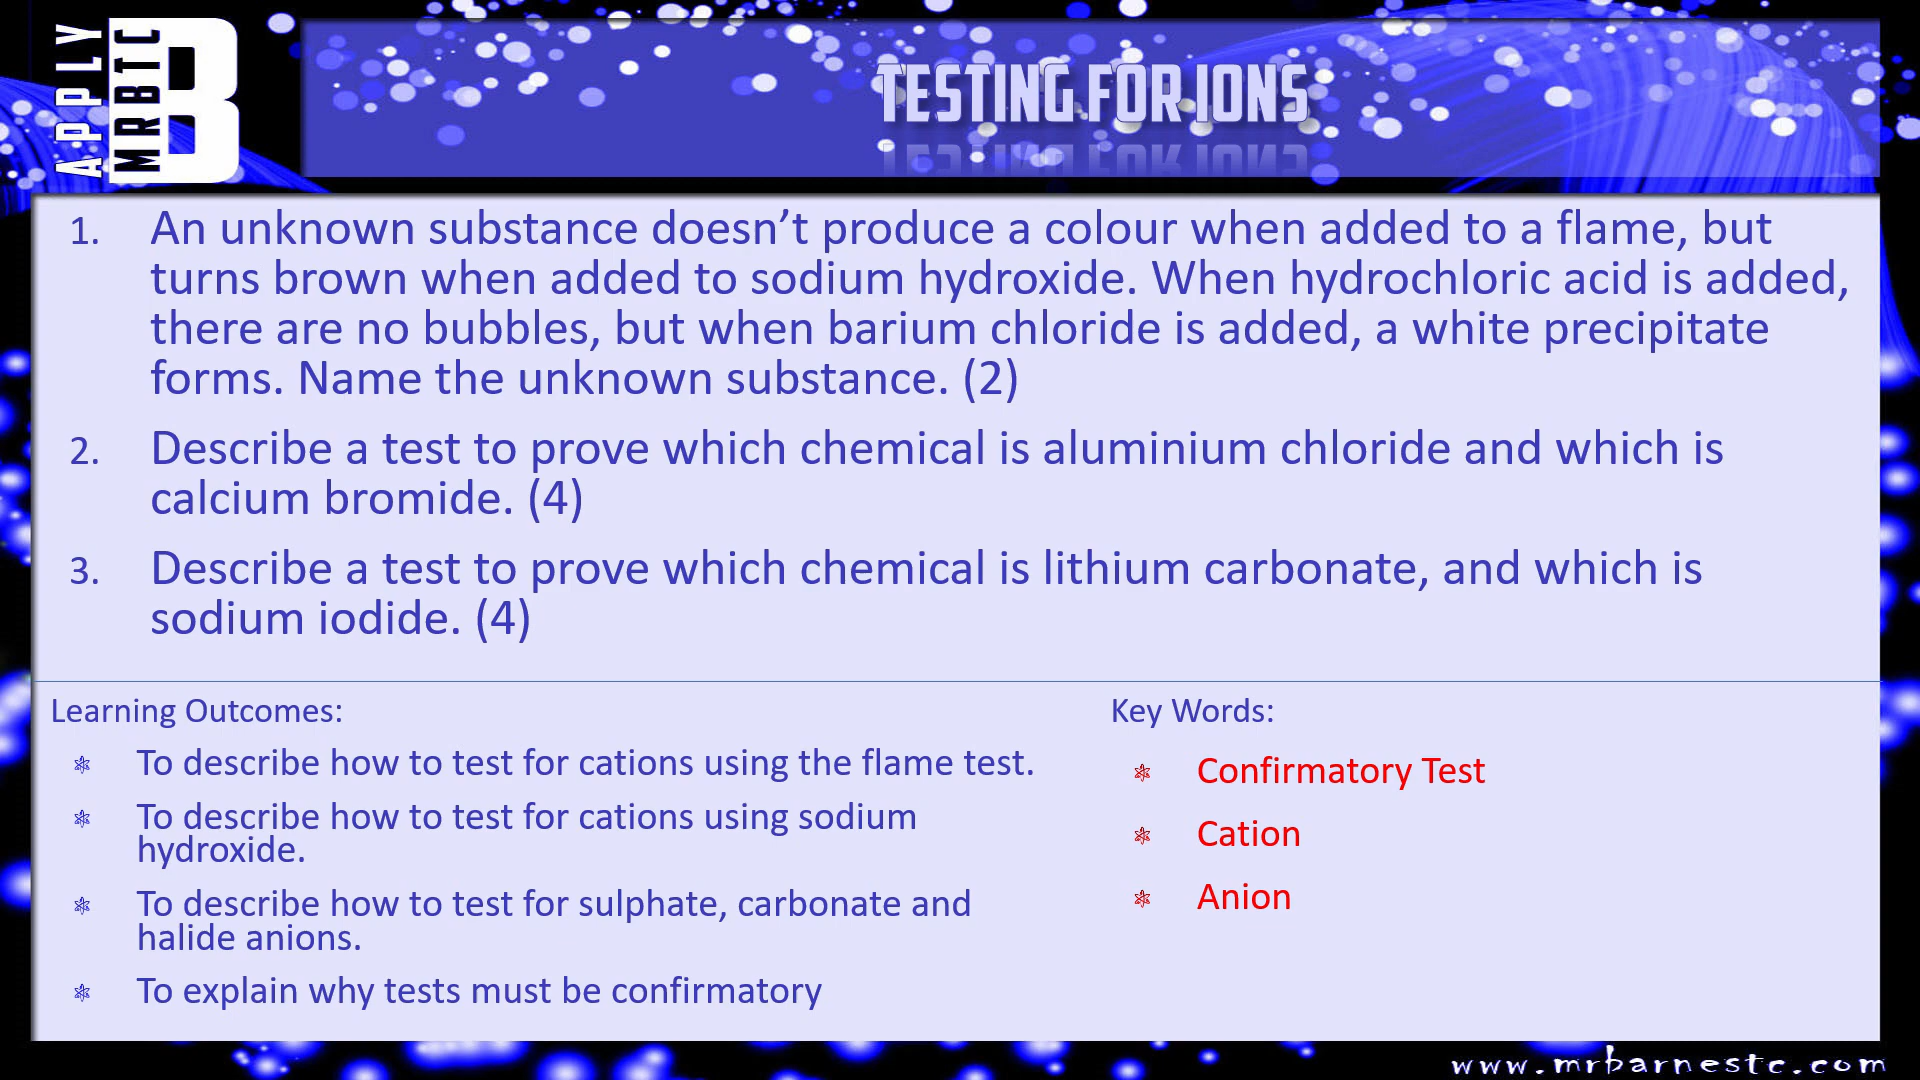 APPLY
MRBTC
B
TESTING FOR IONS
1. An unknown substance doesn’t produce a colour when added to a flame, but
turns brown when added to sodium hydroxide. When hydrochloric acid is added,
there are no bubbles, but when barium chloride is added, a white precipitate
forms. Name the unknown substance. (2)
2. Describe a test to prove which chemical is aluminium chloride and which is
calcium bromide. (4)
3. Describe a test to prove which chemical is lithium carbonate, and which is
sodium iodide. (4)
Learning Outcomes:
To describe how to test for cations using the flame test.
To describe how to test for cations using sodium
hydroxide.
To describe how to test for sulphate, carbonate and
halide anions.
To explain why tests must be confirmatory
Key Words:
Confirmatory Test
Cation
Anion
www.mrbarnestc.com